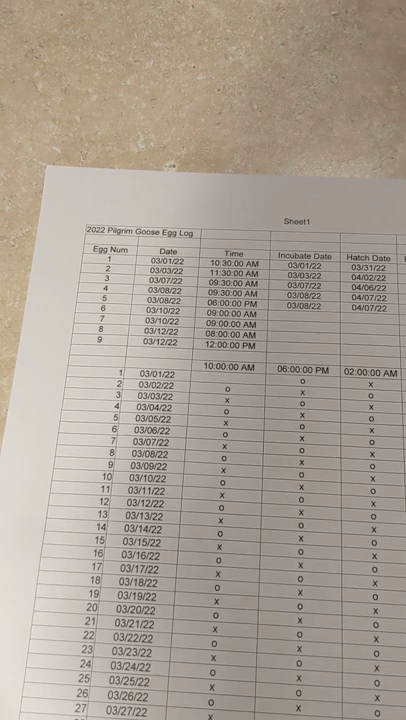 Sheet1
2022 Pilgrim Goose Egg Log
Egg Num Date Time Incubate Date Hatch Date
1 03/01/22 10:30:00 AM 03/01/22 03/31/22
2 03/03/22 11:30:00 AM 03/03/22 04/02/22
3 03/07/22 09:30:00 AM 03/07/22 04/06/22
4 03/08/22 09:30:00 AM 03/08/22 04/07/22
5 03/08/22 06:00:00 PM 03/08/22 04/07/22
6 03/10/22 09:00:00 AM
7 03/10/22 09:00:00 AM
8 03/12/22 08:00:00 AM
9 03/12/22 12:00:00 PM
10:00:00 AM 06:00:00 PM 02:00:00 AM
1 03/01/22 o x
2 03/02/22 o x o
3 03/03/22 x o x
4 03/04/22 o x o
5 03/05/22 x o x
6 03/06/22 o x o
7 03/07/22 x o x
8 03/08/22 o x o
9 03/09/22 x o x
10 03/10/22 o x o
11 03/11/22 x o x
12 03/12/22 o x o
13 03/13/22 x o x
14 03/14/22 o x o
15 03/15/22 x o x
16 03/16/22 o x o
17 03/17/22 x o x
18 03/18/22 o x o
19 03/19/22 x o x
20 03/20/22 o x o
21 03/21/22 x o x
22 03/22/22 o x o
23 03/23/22 x o x
24 03/24/22 o x o
25 03/25/22 x o x
26 03/26/22 o x o
27 03/27/22 x